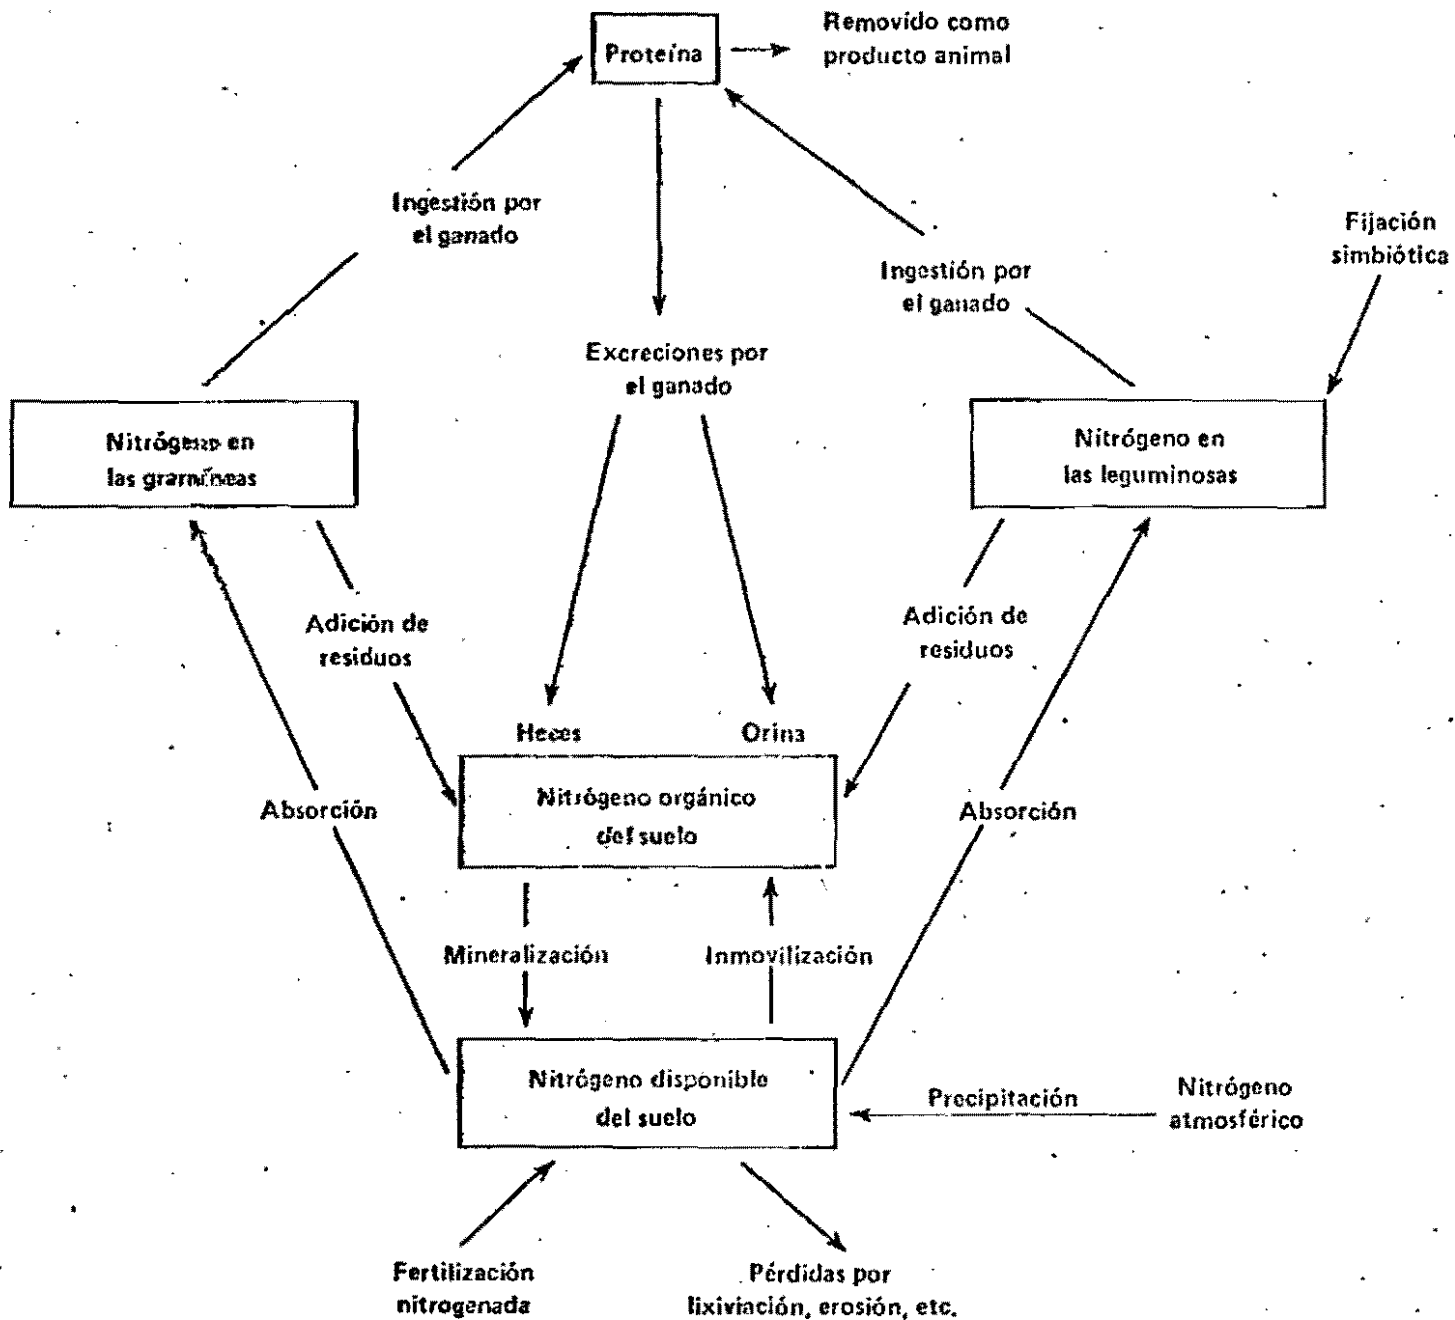 Proteína
Removido como
producto animal
Ingestión por
el ganado
Ingestión por
el ganado
Fijación
simbiótica
Excreciones por
el ganado
Nitrógeno en
las gramíneas
Nitrógeno en
las leguminosas
Adición de
residuos
Adición de
residuos
Heces
Orina
Nitrógeno orgánico
del suelo
Absorción
Absorción
Mineralización
Inmovilización
Nitrógeno disponible
del suelo
Precipitación
Nitrógeno
atmosférico
Fertilización
nitrogenada
Pérdidas por
lixiviación, erosión, etc.